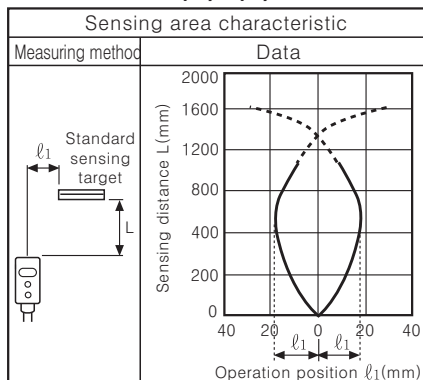 Sensing area characteristic
Measuring method
Data
ℓ1
Standard
sensing
target
L
Sensing distance L(mm)
2000
1600
1200
800
400
200
0
40 20 0 20 40
ℓ1 ℓ1
Operation position ℓ1(mm)